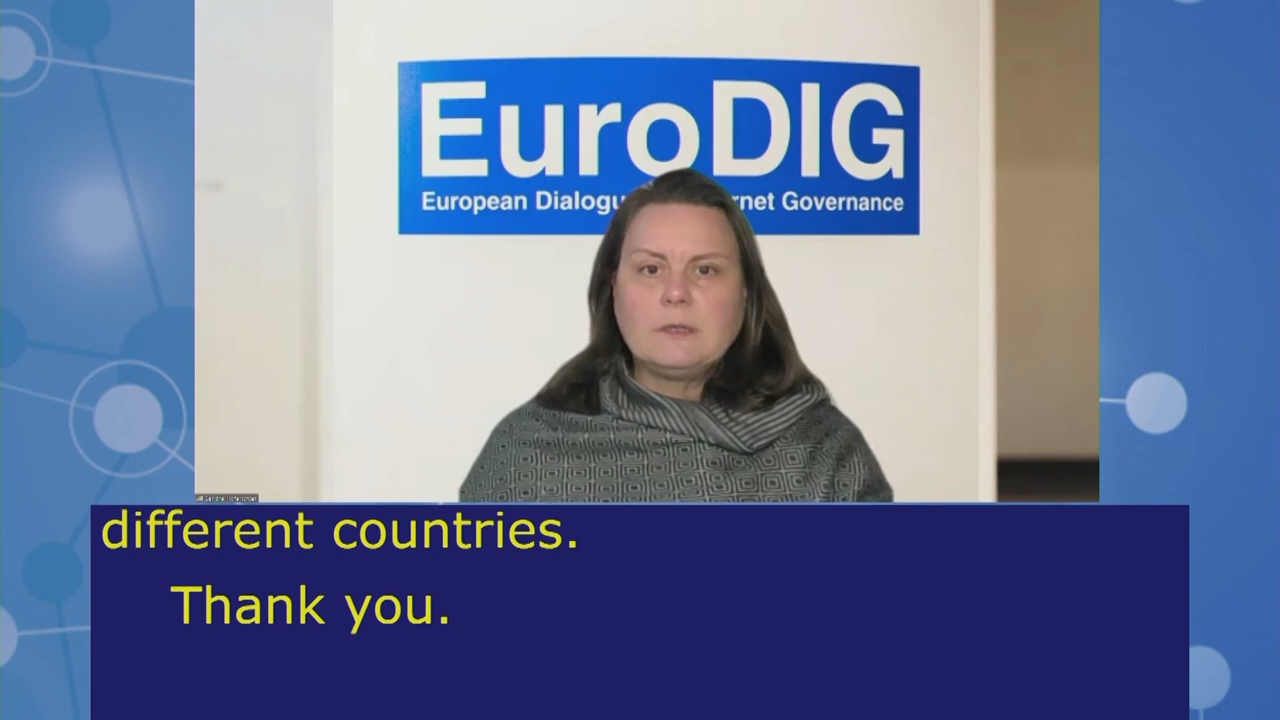 EuroDIG
European Dialogu rnet Governance
different countries.
Thank you.